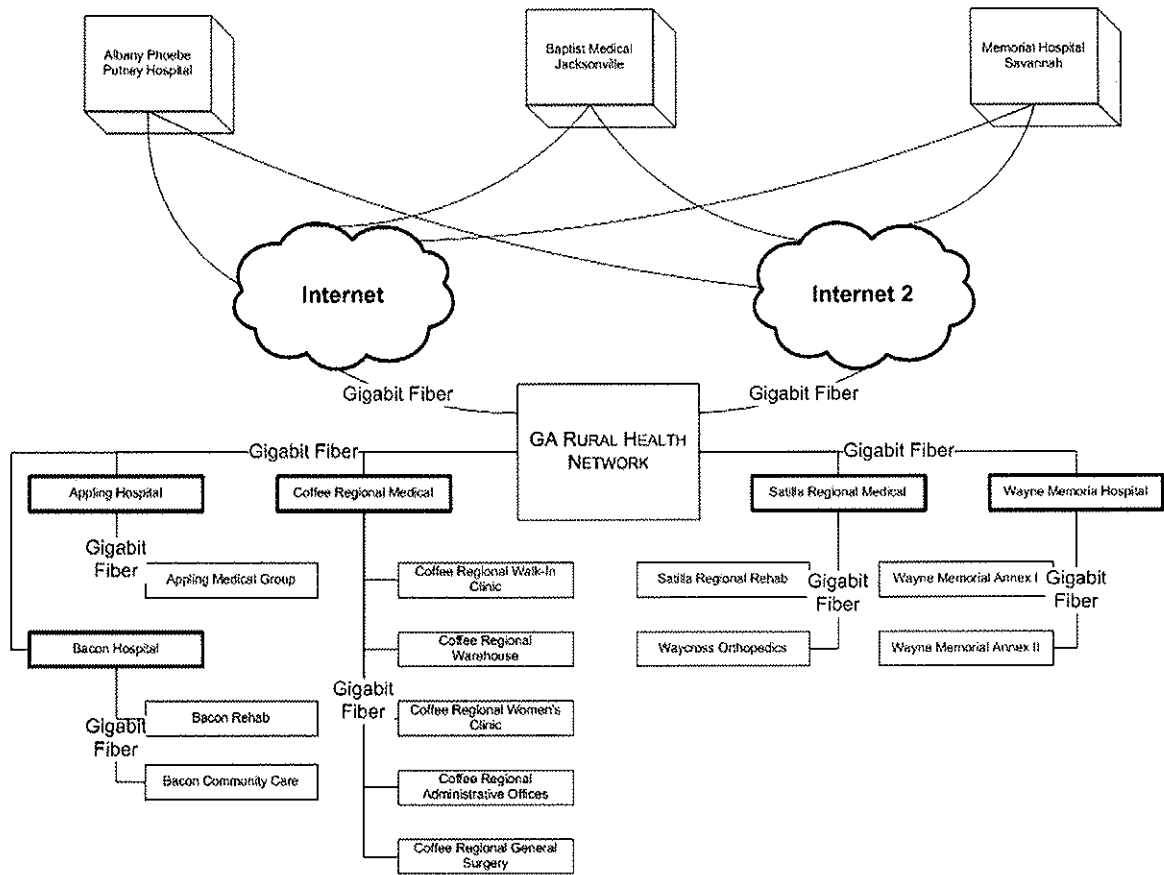 Albany Phoebe
Putney Hospital
Baptist Medical
Jacksonville
Memorial Hospital
Savannah
Internet
Internet 2
Gigabit Fiber
Gigabit Fiber
GA RURAL HEALTH
NETWORK
Gigabit Fiber
Gigabit Fiber
Appling Hospital
Coffee Regional Medical
Satilla Regional Medical
Wayne Memoria Hospital
Gigabit
Fiber
Appling Medical Group
Coffee Regional Walk-In
Clinic
Satilla Regional Rehab
Gigabit
Fiber
Wayne Memorial Annex I
Gigabit
Fiber
Bacon Hospital
Coffee Regional
Warehouse
Waycross Orthopedics
Wayne Memorial Annex II
Gigabit
Fiber
Bacon Rehab
Gigabit
Fiber
Coffee Regional Women's
Clinic
Bacon Community Care
Coffee Regional
Administrative Offices
Coffee Regional General
Surgery